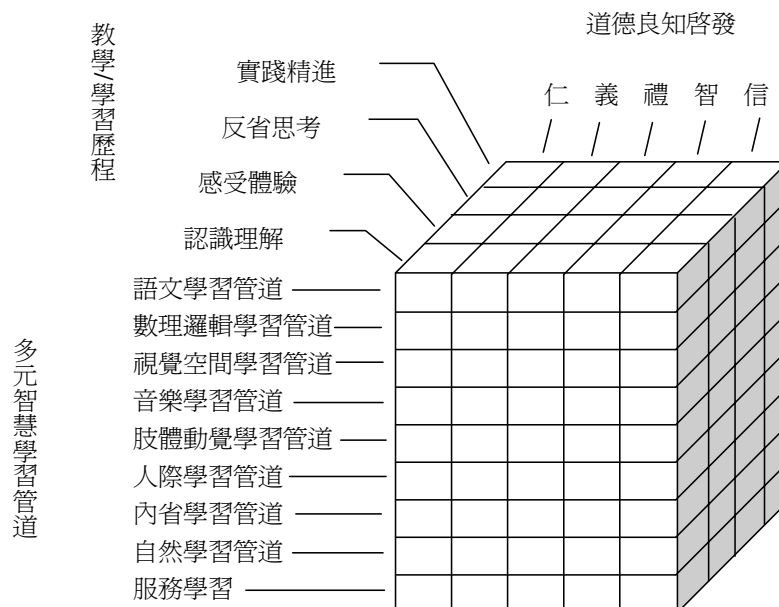 道德良知啓發
仁 義 禮 智 信
教學/學習歷程
實踐精進
反省思考
感受體驗
認識理解
多元智慧學習管道
語文學習管道
數理邏輯學習管道
視覺空間學習管道
音樂學習管道
肢體動覺學習管道
人際學習管道
內省學習管道
自然學習管道
服務學習